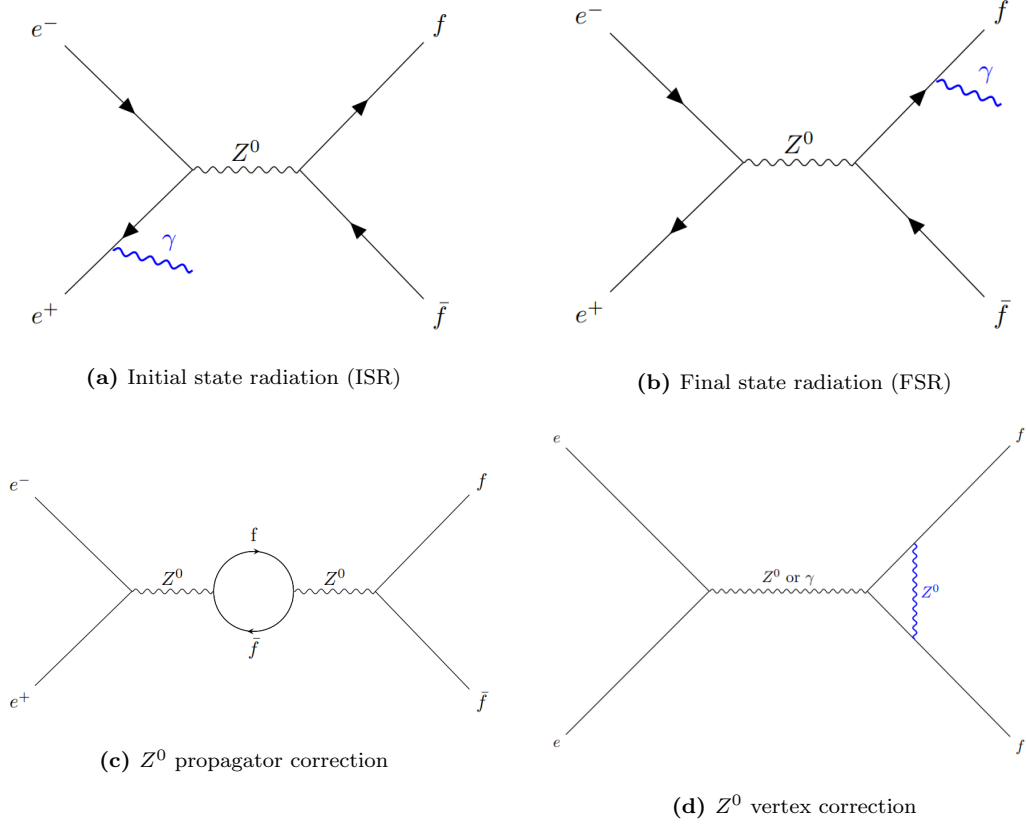 e⁻
f
Z⁰
γ
e⁺
f̄
(a) Initial state radiation (ISR)
e⁻
f
γ
Z⁰
e⁺
f̄
(b) Final state radiation (FSR)
e⁻
f
f
Z⁰
Z⁰
f̄
e⁺
f̄
(c) Z⁰ propagator correction
e
f
Z⁰ or γ
Z⁰
e
f
(d) Z⁰ vertex correction